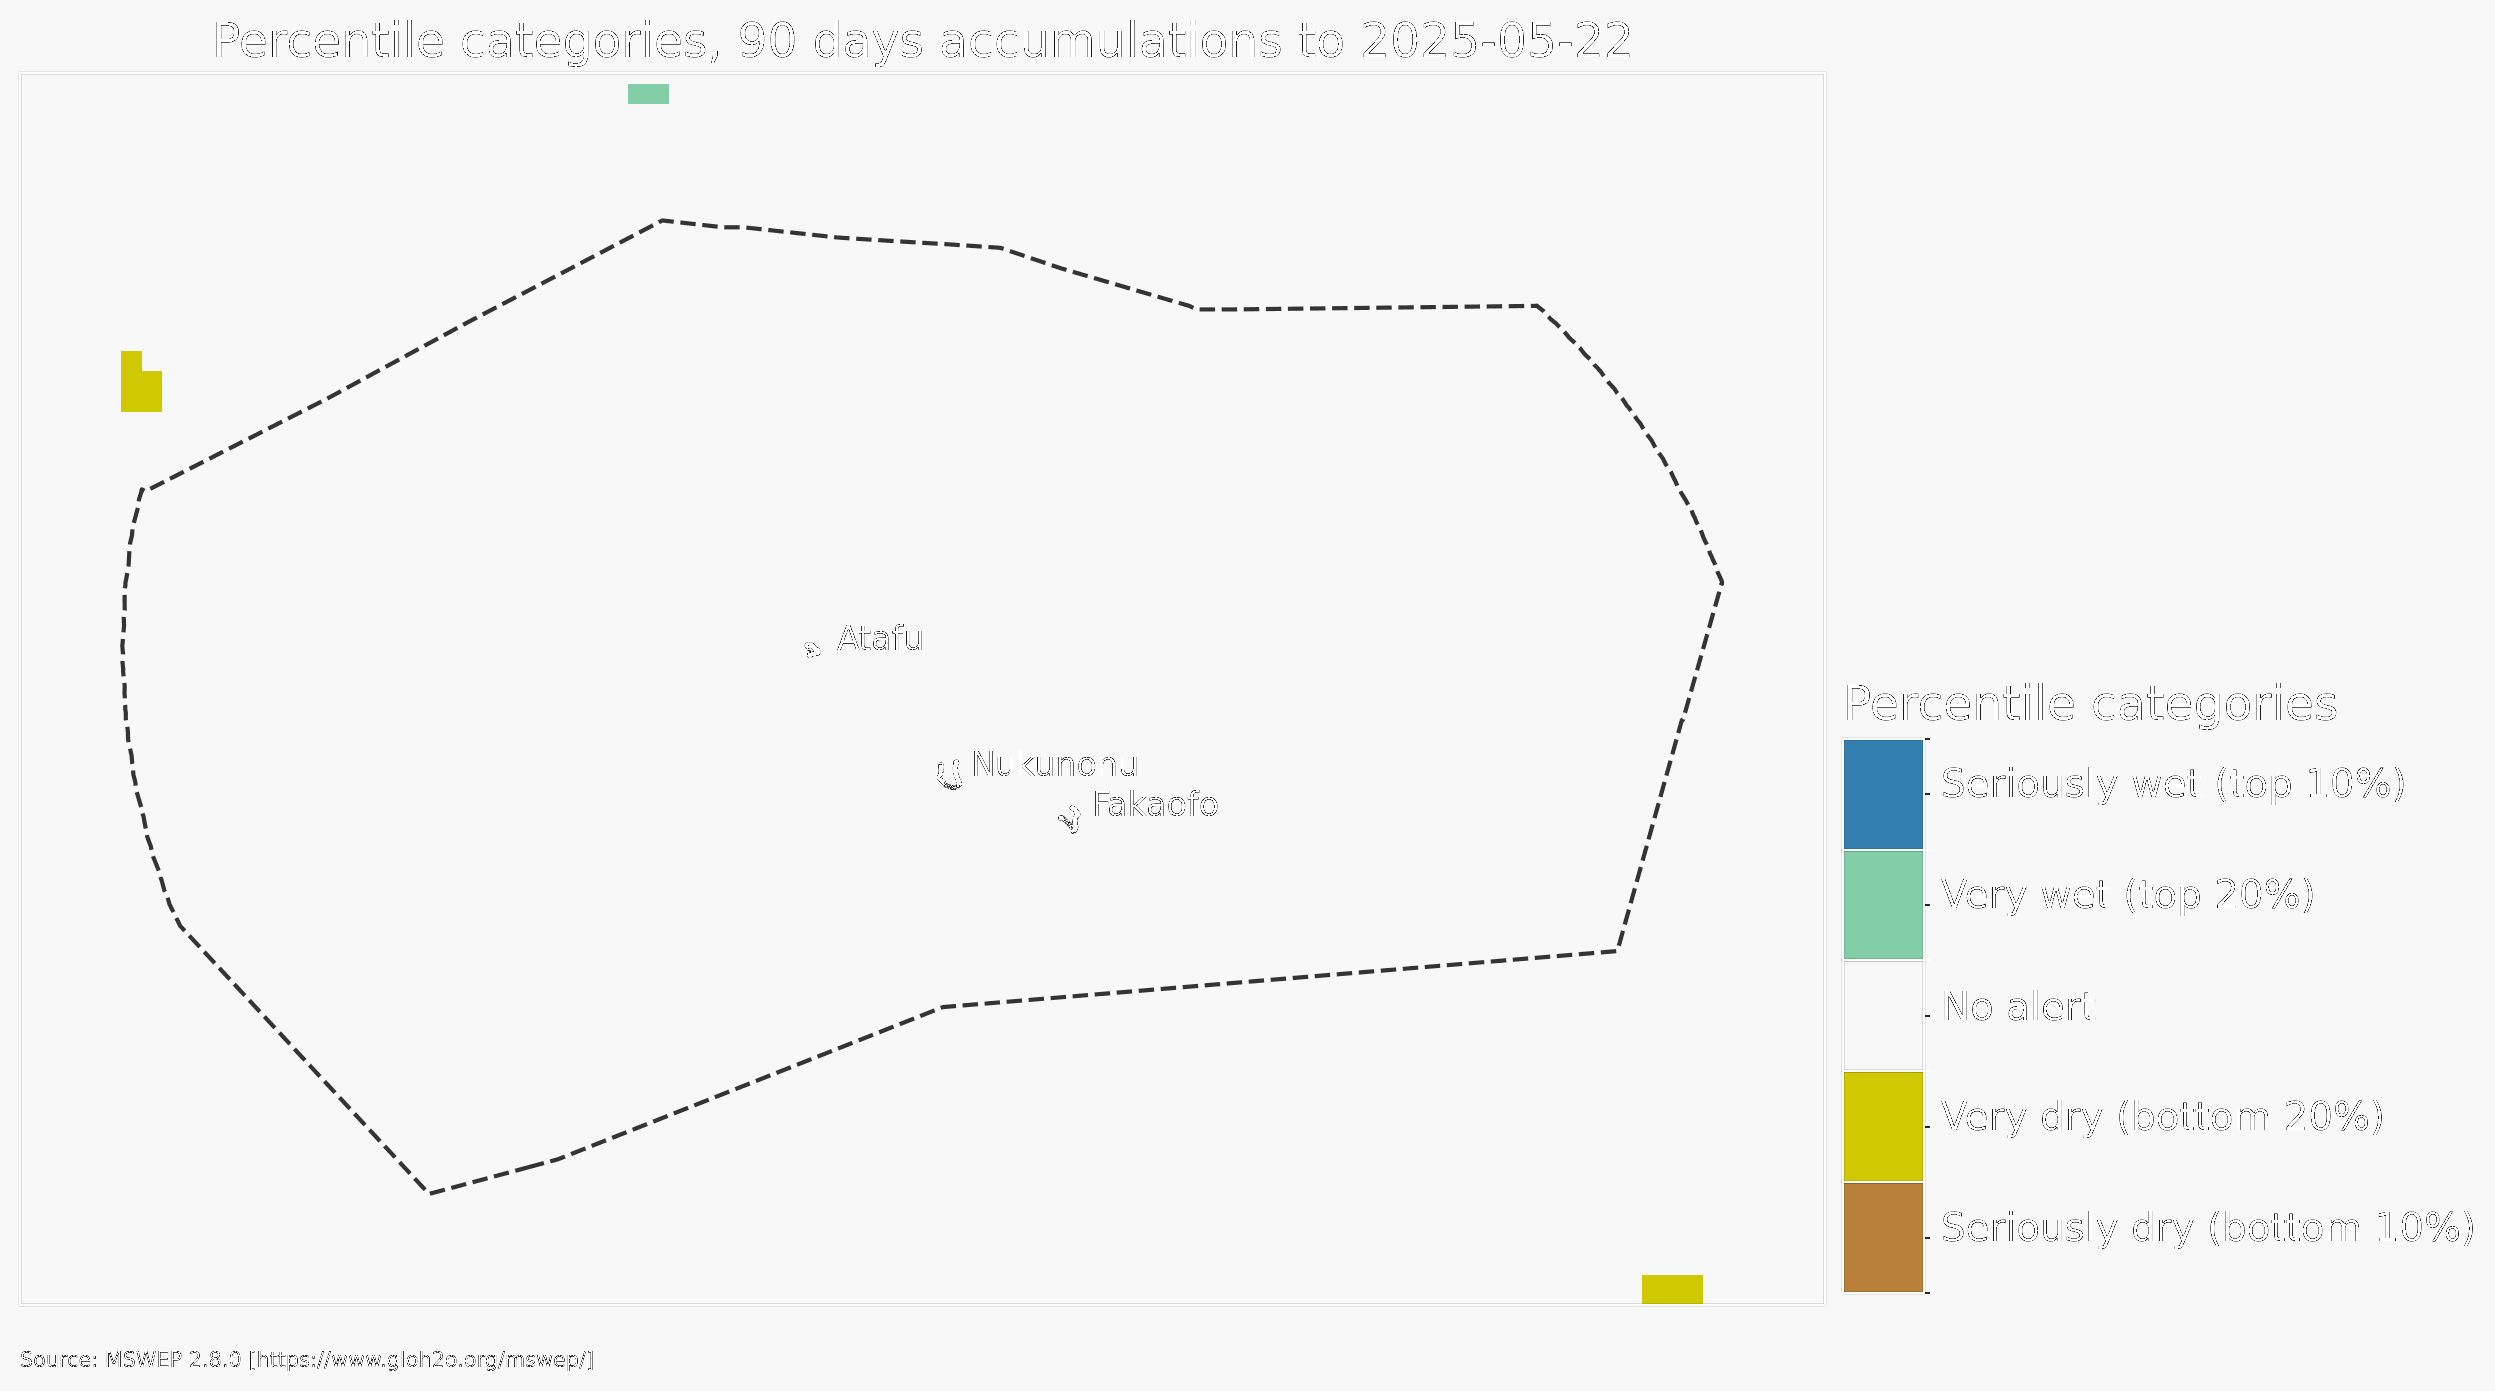 Percentile categories, 90 days accumulations to 2025-05-22
Atafu
Nukunonu
Fakaofo
Percentile categories
Seriously wet (top 10%)
Very wet (top 20%)
No alert
Very dry (bottom 20%)
Seriously dry (bottom 10%)
Source: MSWEP 2.8.0 [https://www.gloh2o.org/mswep/]